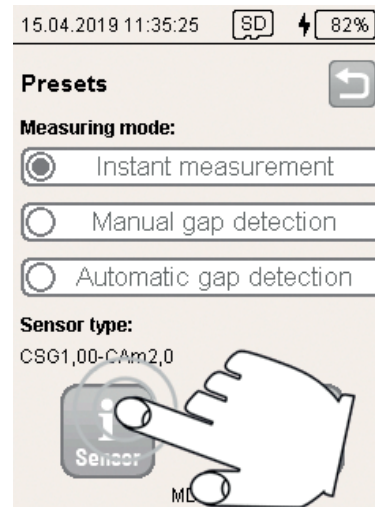 15.04.2019 11:35:25 SD 82%
Presets
Measuring mode:
Instant measurement
Manual gap detection
Automatic gap detection
Sensor type:
CSG1,00-CAm2,0
i
Sensor